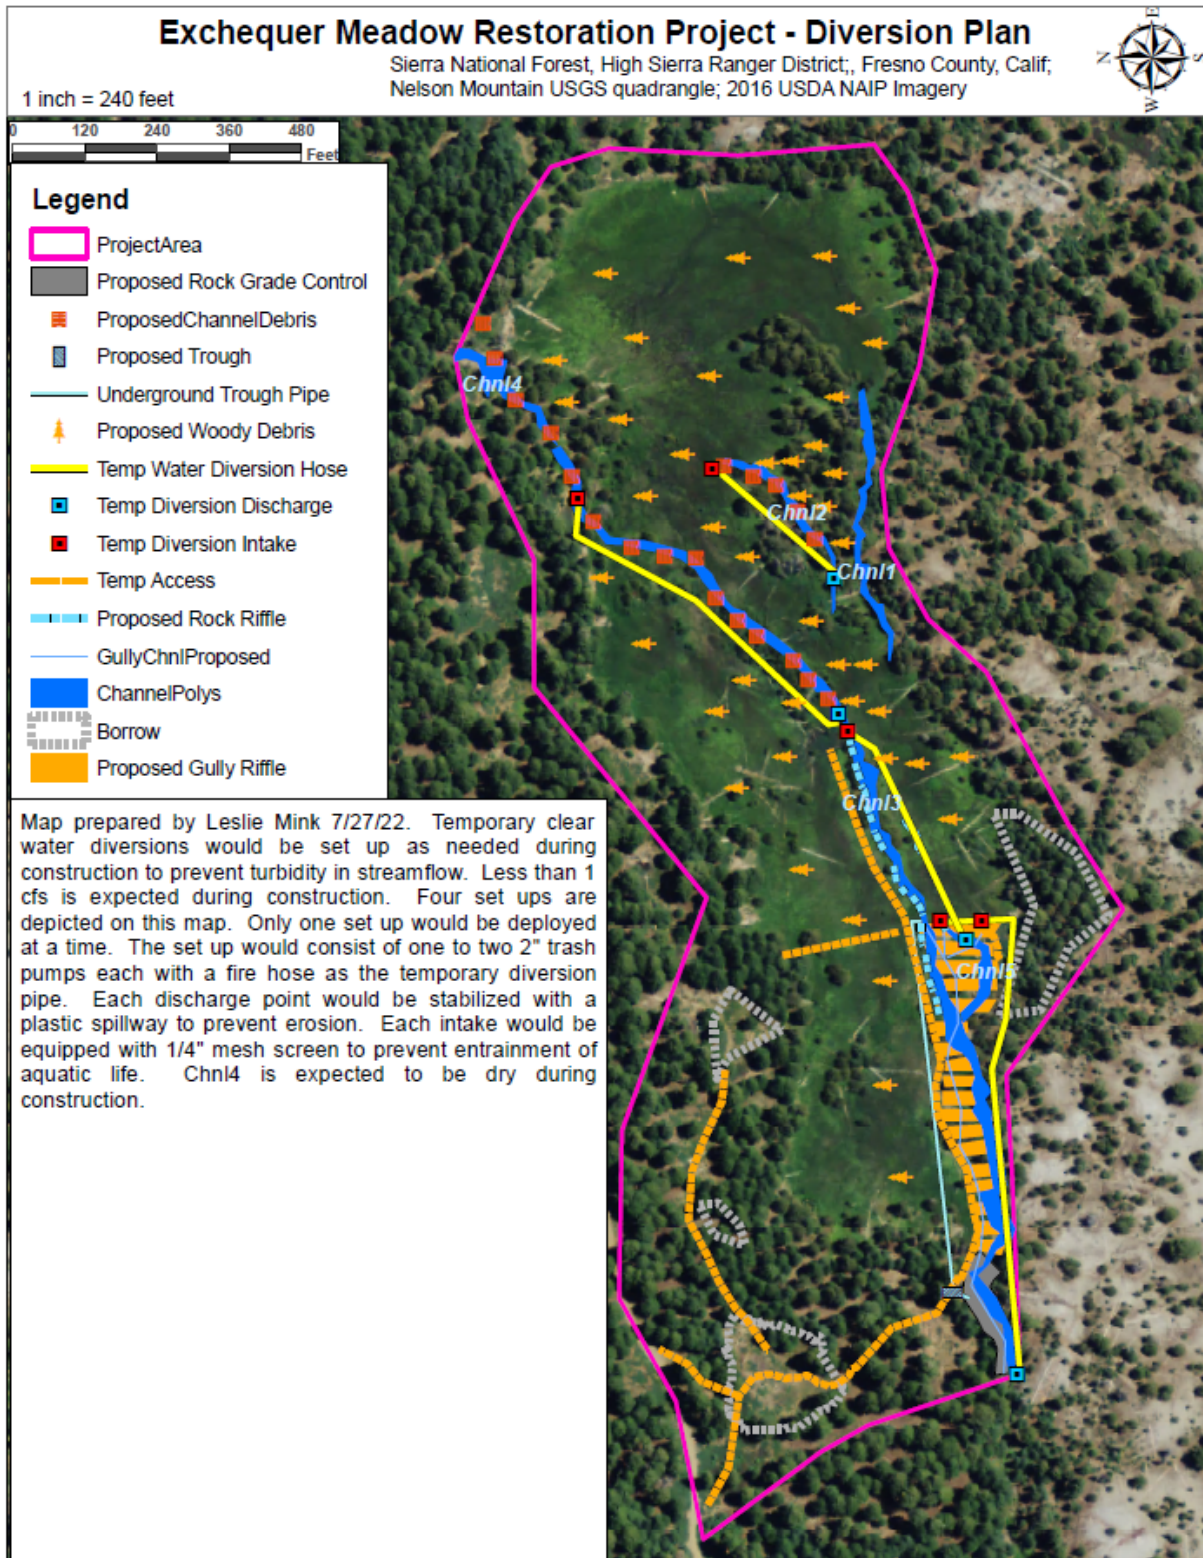 Exchequer Meadow Restoration Project - Diversion Plan
Sierra National Forest, High Sierra Ranger District;, Fresno County, Calif;
Nelson Mountain USGS quadrangle; 2016 USDA NAIP Imagery
1 inch = 240 feet
N E S W
0 120 240 360 480
Feet
Legend
ProjectArea
Proposed Rock Grade Control
ProposedChannelDebris
Proposed Trough
Underground Trough Pipe
Proposed Woody Debris
Temp Water Diversion Hose
Temp Diversion Discharge
Temp Diversion Intake
Temp Access
Proposed Rock Riffle
GullyChnlProposed
ChannelPolys
Borrow
Proposed Gully Riffle
Map prepared by Leslie Mink 7/27/22. Temporary clear
water diversions would be set up as needed during
construction to prevent turbidity in streamflow. Less than 1
cfs is expected during construction. Four set ups are
depicted on this map. Only one set up would be deployed
at a time. The set up would consist of one to two 2" trash
pumps each with a fire hose as the temporary diversion
pipe. Each discharge point would be stabilized with a
plastic spillway to prevent erosion. Each intake would be
equipped with 1/4" mesh screen to prevent entrainment of
aquatic life. Chnl4 is expected to be dry during
construction.
Chnl4
Chnl2
Chnl1
Chnl3
Chnl5